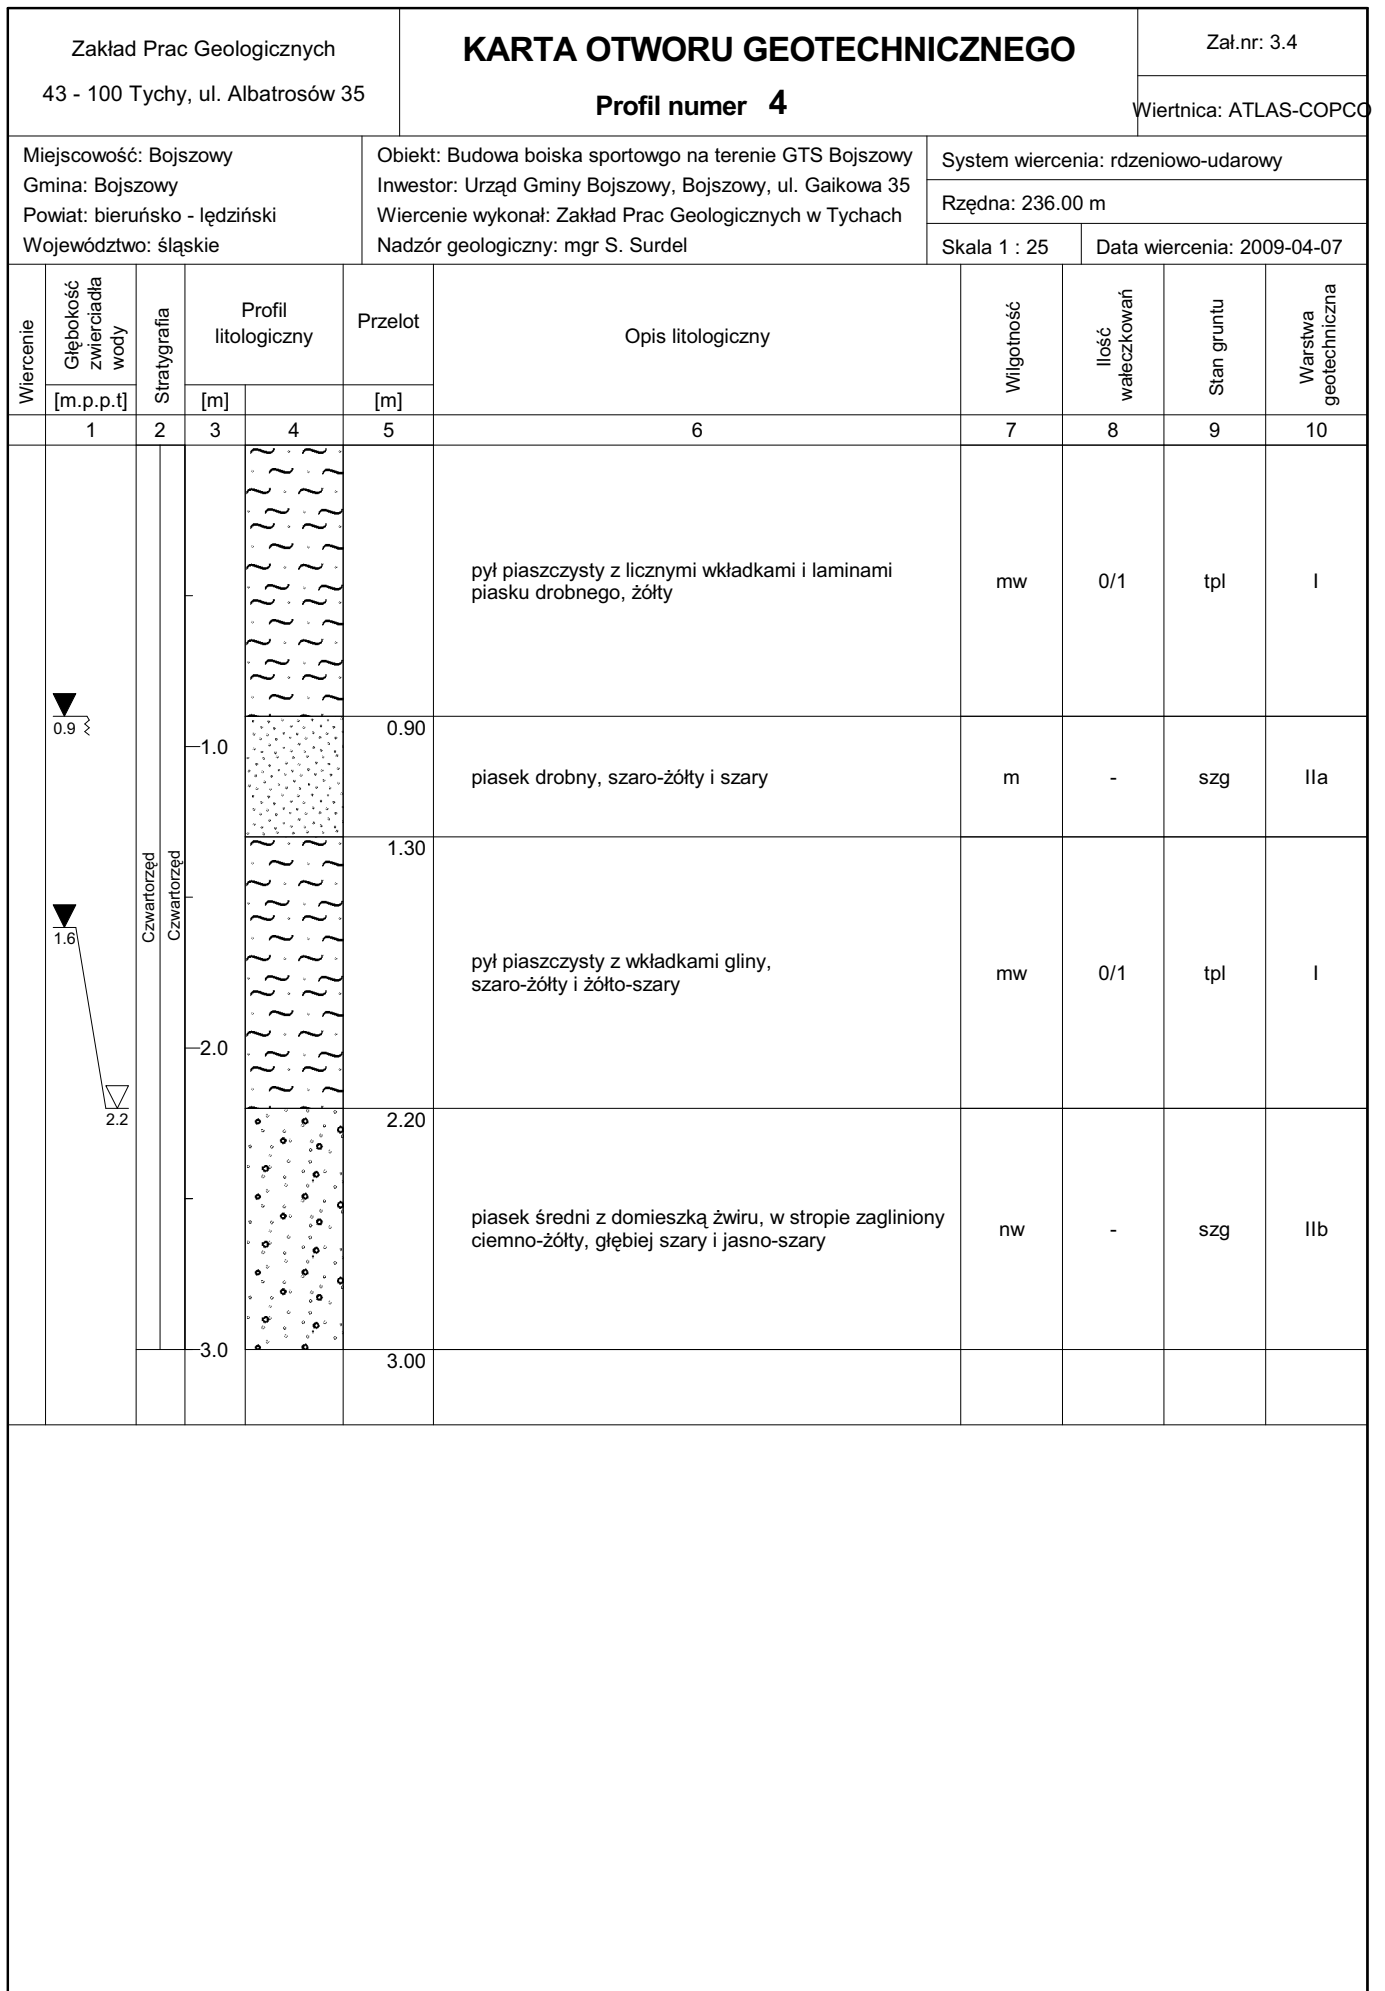 Zakład Prac Geologicznych
43 - 100 Tychy, ul. Albatrosów 35
KARTA OTWORU GEOTECHNICZNEGO
Profil numer 4
Zał.nr: 3.4
Wiertnica: ATLAS-COPCO
Miejscowość: Bojszowy
Gmina: Bojszowy
Powiat: bieruńsko - lędziński
Województwo: śląskie
Obiekt: Budowa boiska sportowgo na terenie GTS Bojszowy
Inwestor: Urząd Gminy Bojszowy, Bojszowy, ul. Gaikowa 35
Wiercenie wykonał: Zakład Prac Geologicznych w Tychach
Nadzór geologiczny: mgr S. Surdel
System wiercenia: rdzeniowo-udarowy
Rzędna: 236.00 m
Skala 1 : 25
Data wiercenia: 2009-04-07
Wiercenie
Głębokość
zwierciadła
wody
[m.p.p.t]
Stratygrafia
Profil
litologiczny
[m]
Przelot
[m]
Opis litologiczny
Wilgotność
Ilość
wałeczkowań
Stan gruntu
Warstwa
geotechniczna
1 2 3 4 5 6 7 8 9 10
pył piaszczysty z licznymi wkładkami i laminami
piasku drobnego, żółty
mw 0/1 tpl I
0.9
0.90
1.0
piasek drobny, szaro-żółty i szary
m - szg IIa
1.30
Czwartorzęd
Czwartorzęd
1.6
pył piaszczysty z wkładkami gliny,
szaro-żółty i żółto-szary
mw 0/1 tpl I
2.0
2.2
2.20
piasek średni z domieszką żwiru, w stropie zagliniony
ciemno-żółty, głębiej szary i jasno-szary
nw - szg IIb
3.0
3.00